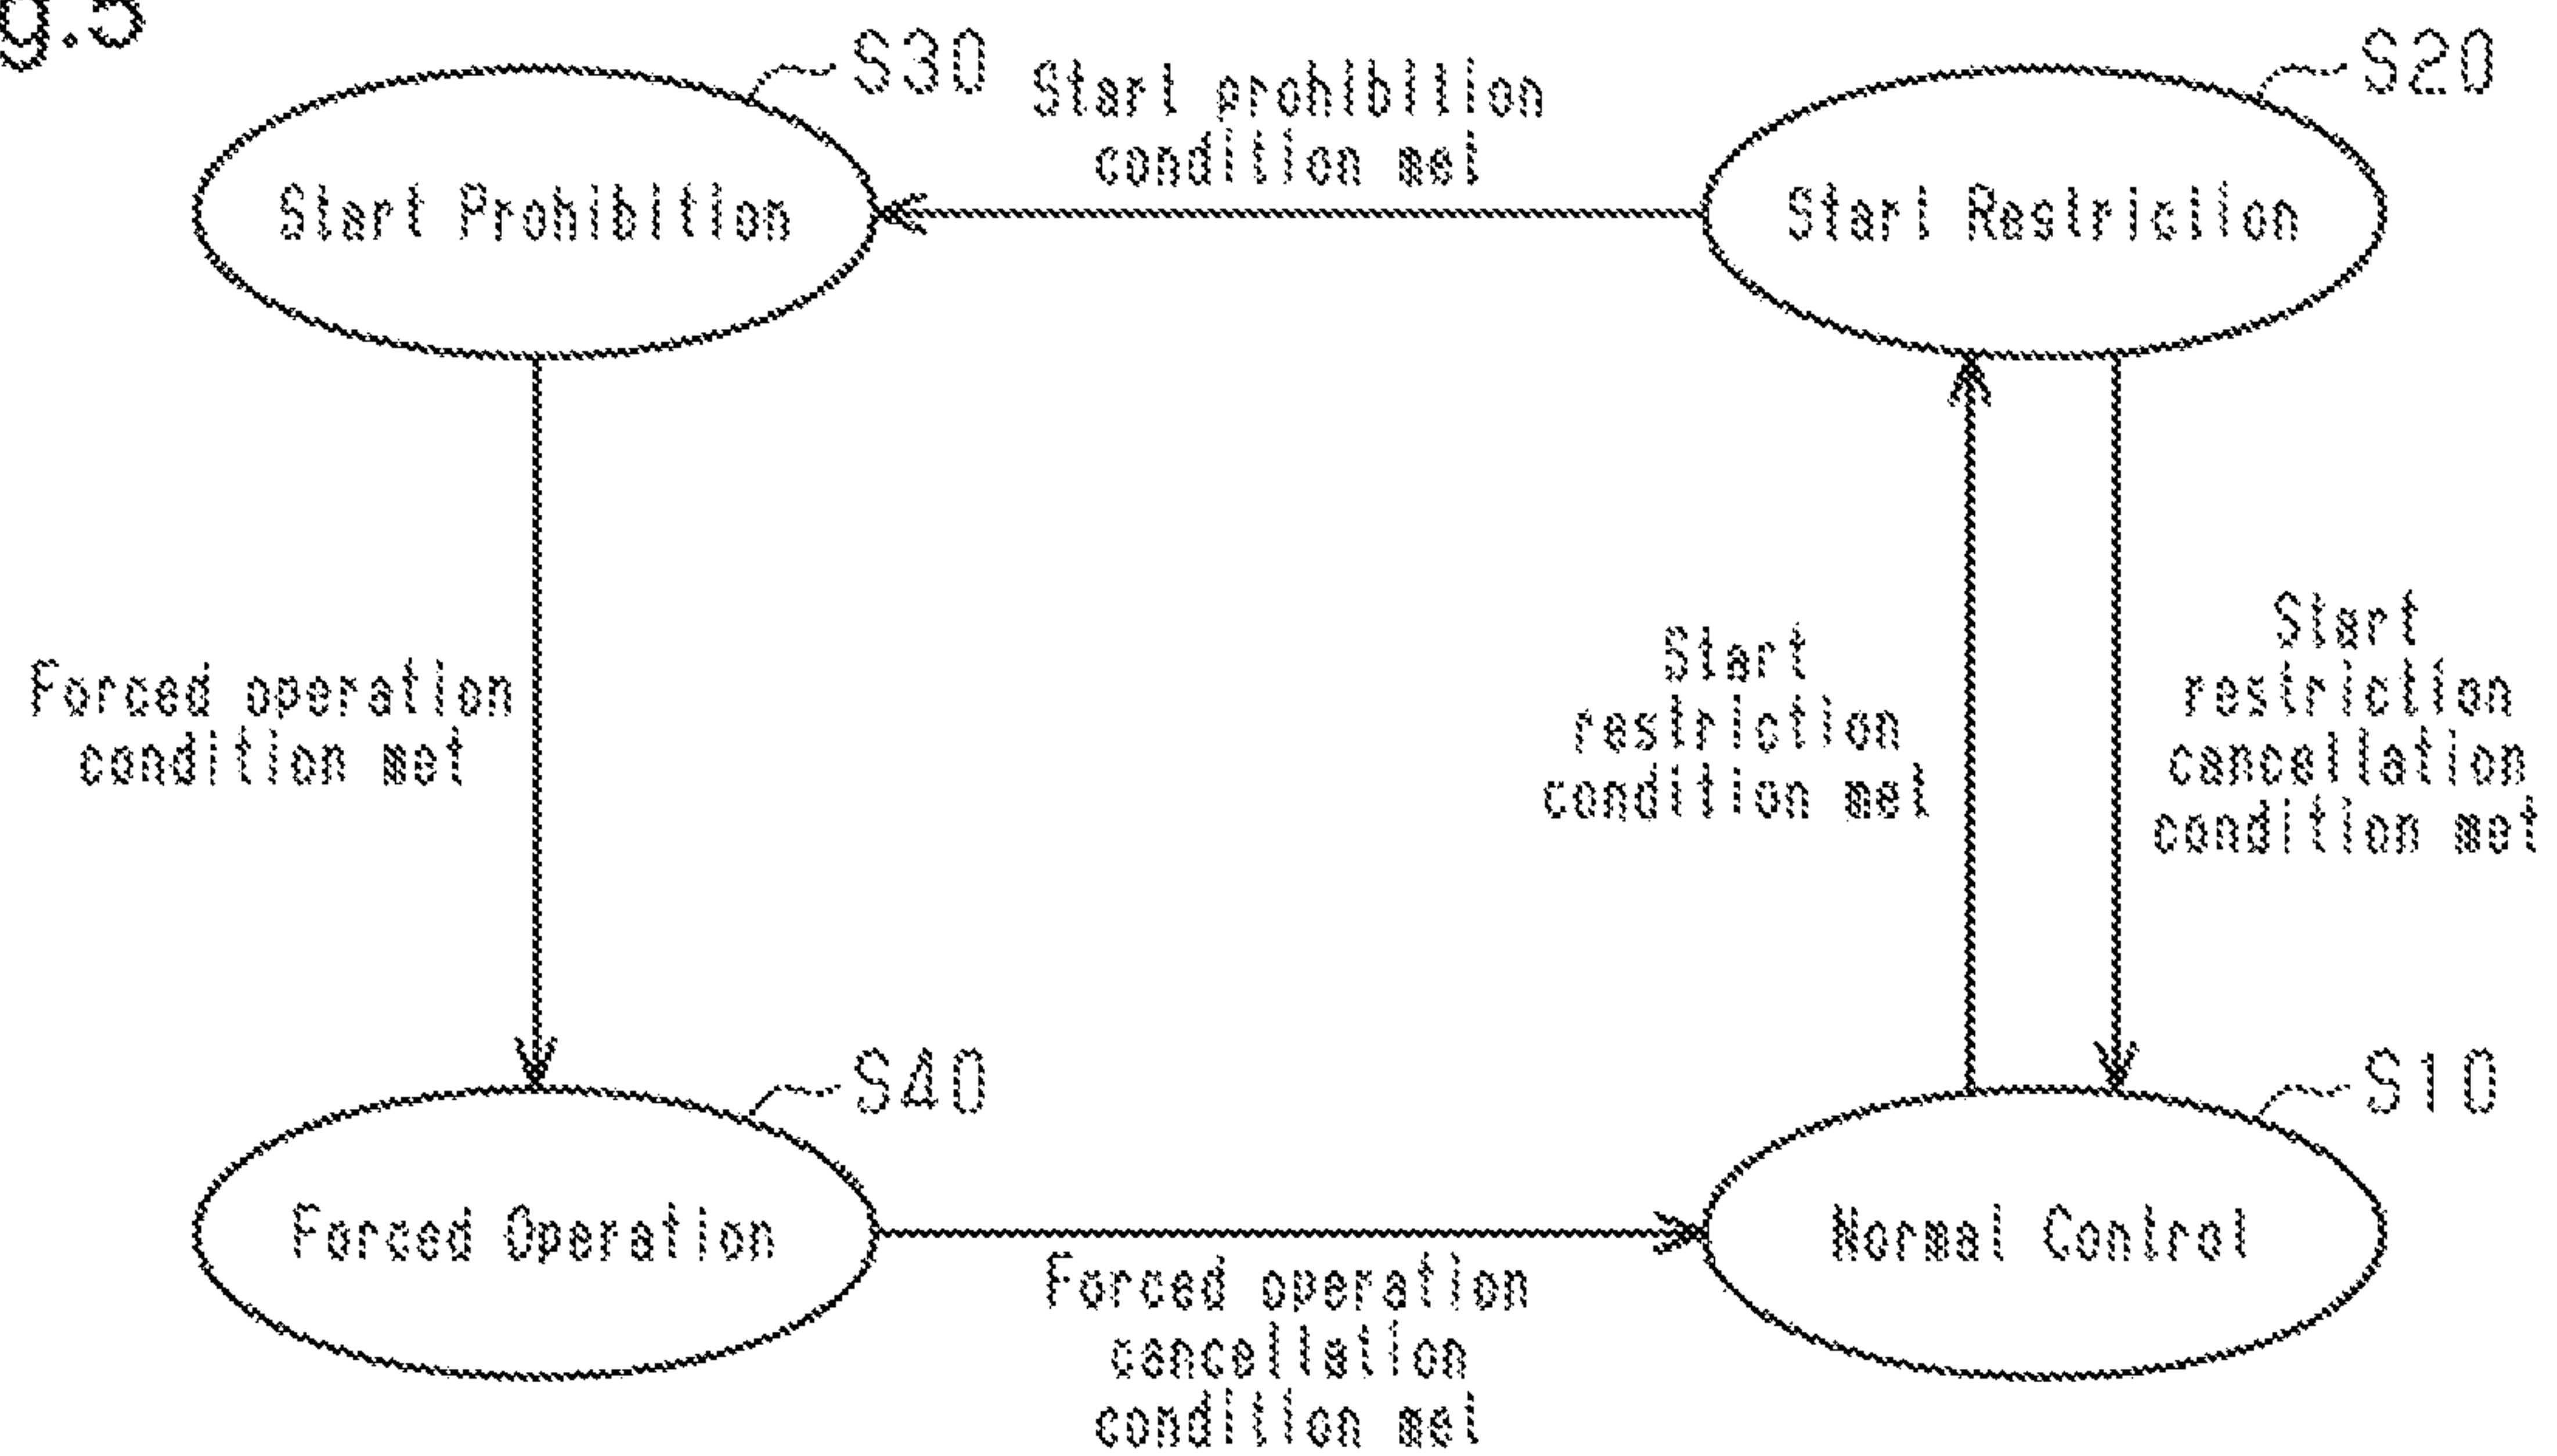 g.5
S30
Start prohibition
condition met
S20
Start Prohibition
Start Restriction
Forced operation
condition met
Start
restriction
condition met
Start
restriction
cancellation
condition met
S40
S10
Forced Operation
Normal Control
Forced operation
cancellation
condition met